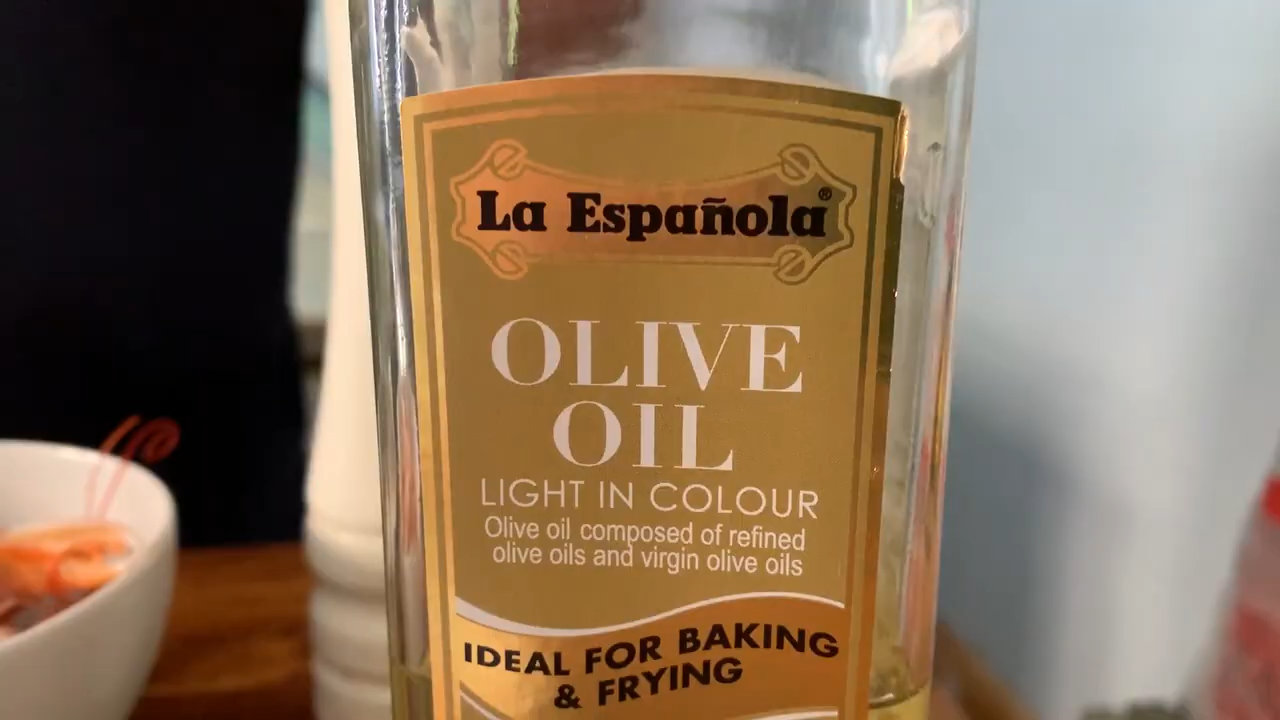 La Española®
OLIVE
OIL
LIGHT IN COLOUR
Olive oil composed of refined
olive oils and virgin olive oils
IDEAL FOR BAKING
& FRYING